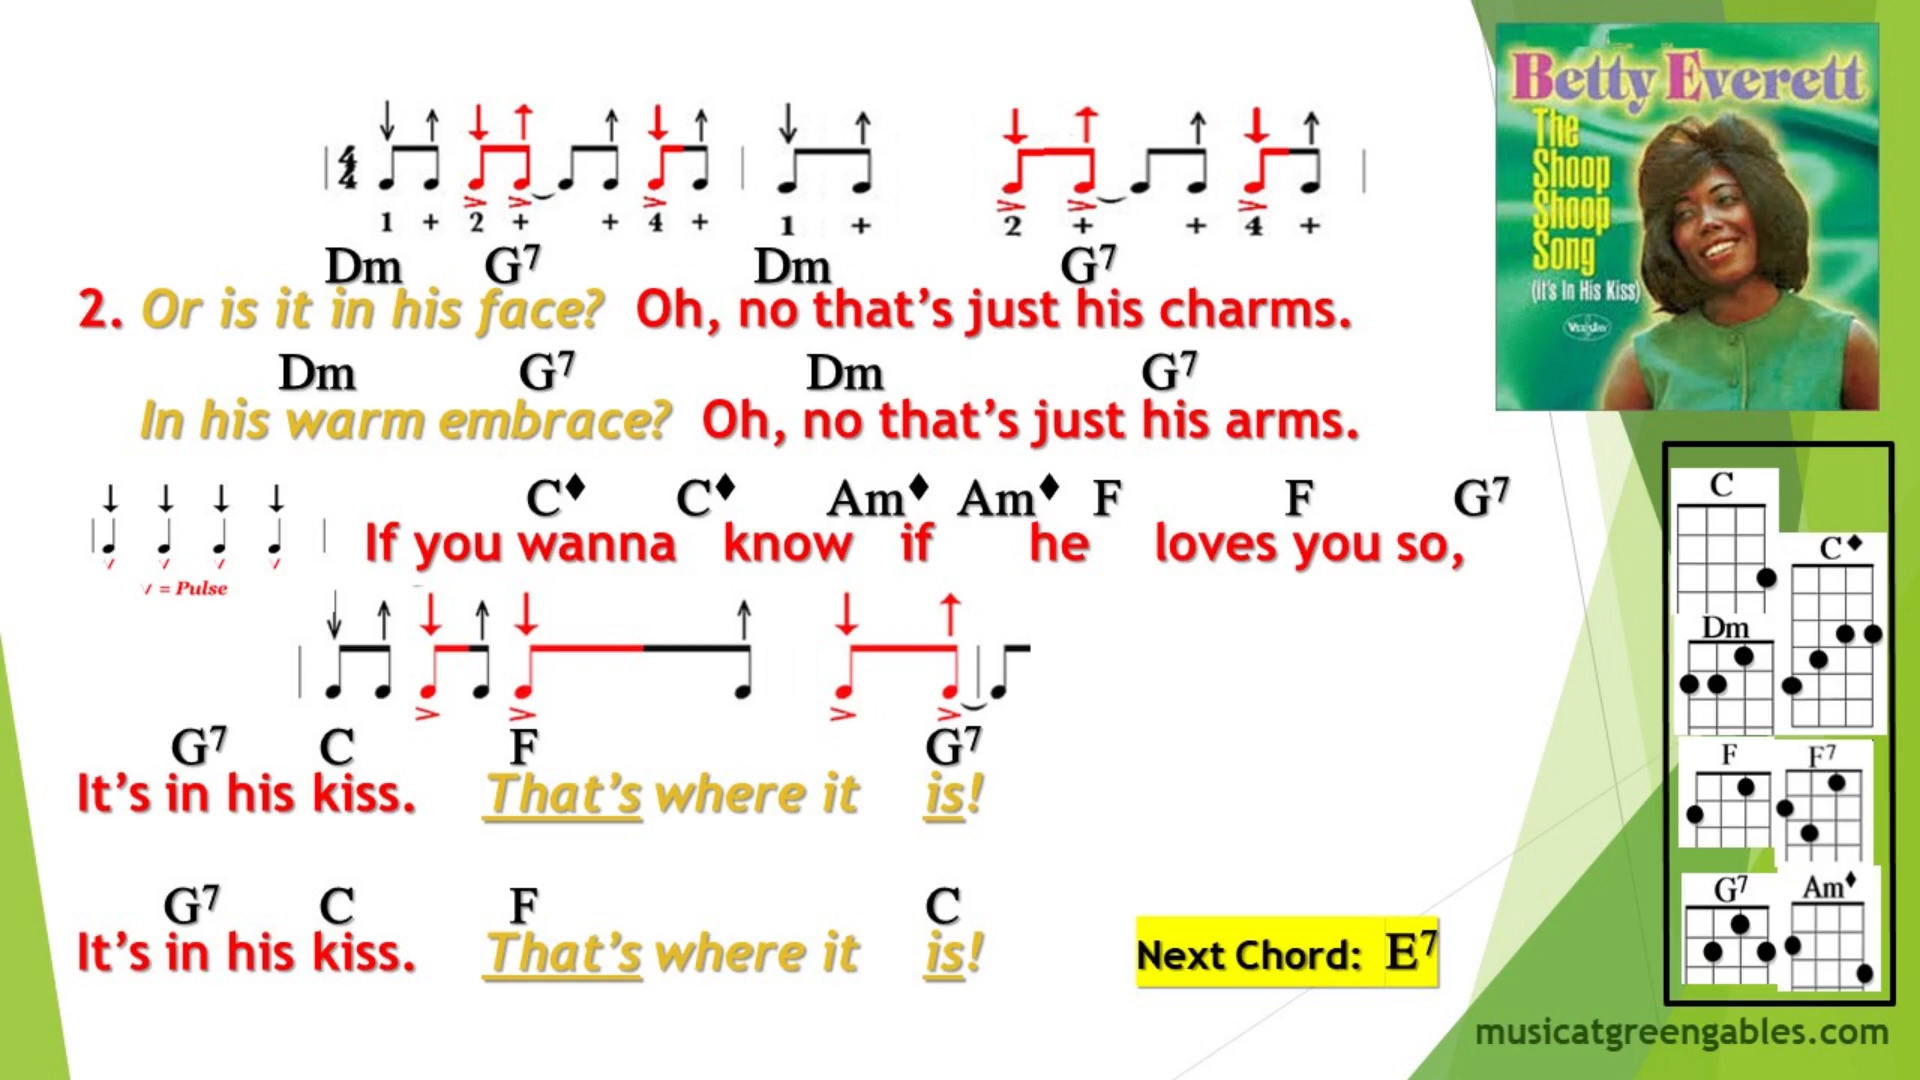 4/4
1 + 2 + + 4 + 1 + 2 + + 4 +
Dm G7 Dm G7
2. Or is it in his face? Oh, no that's just his charms.
Dm G7 Dm G7
In his warm embrace? Oh, no that's just his arms.
C♦ C♦ Am♦ Am♦ F F G7
If you wanna know if he loves you so,
v = Pulse
G7 C F G7
It's in his kiss. That's where it is!
G7 C F C
It's in his kiss. That's where it is!
Next Chord: E7
Betty Everett
The
Shoop
Shoop
Song
(It's In His Kiss)
C
C♦
Dm
F F7
G7 Am♦
musicatgreengables.com